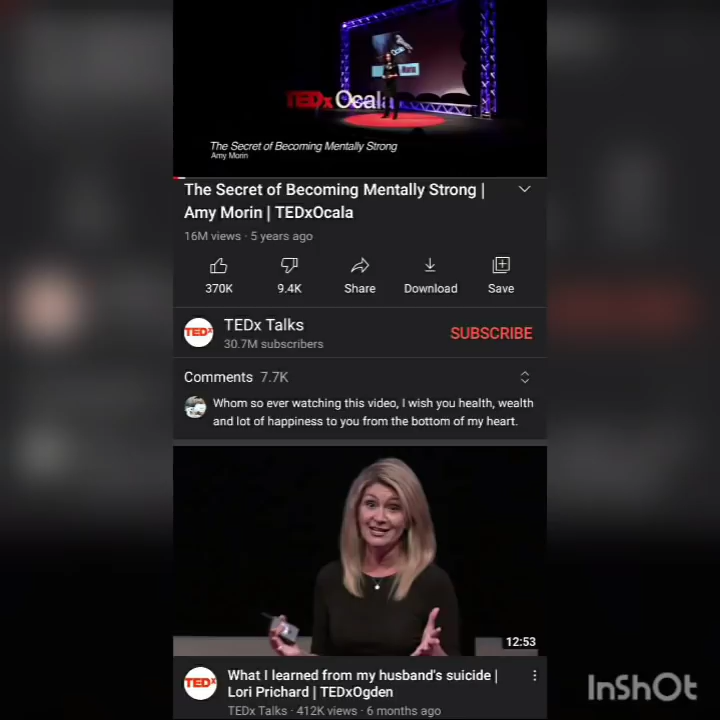 TEDxOcala
The Secret of Becoming Mentally Strong
Amy Morin
The Secret of Becoming Mentally Strong |
Amy Morin | TEDxOcala
16M views · 5 years ago
370K
9.4K
Share
Download
Save
TEDx
TEDx Talks
30.7M subscribers
SUBSCRIBE
Comments 7.7K
Whom so ever watching this video, I wish you health, wealth
and lot of happiness to you from the bottom of my heart.
12:53
TEDx
What I learned from my husband's suicide |
Lori Prichard | TEDxOgden
TEDx Talks · 412K views · 6 months ago
InShOt